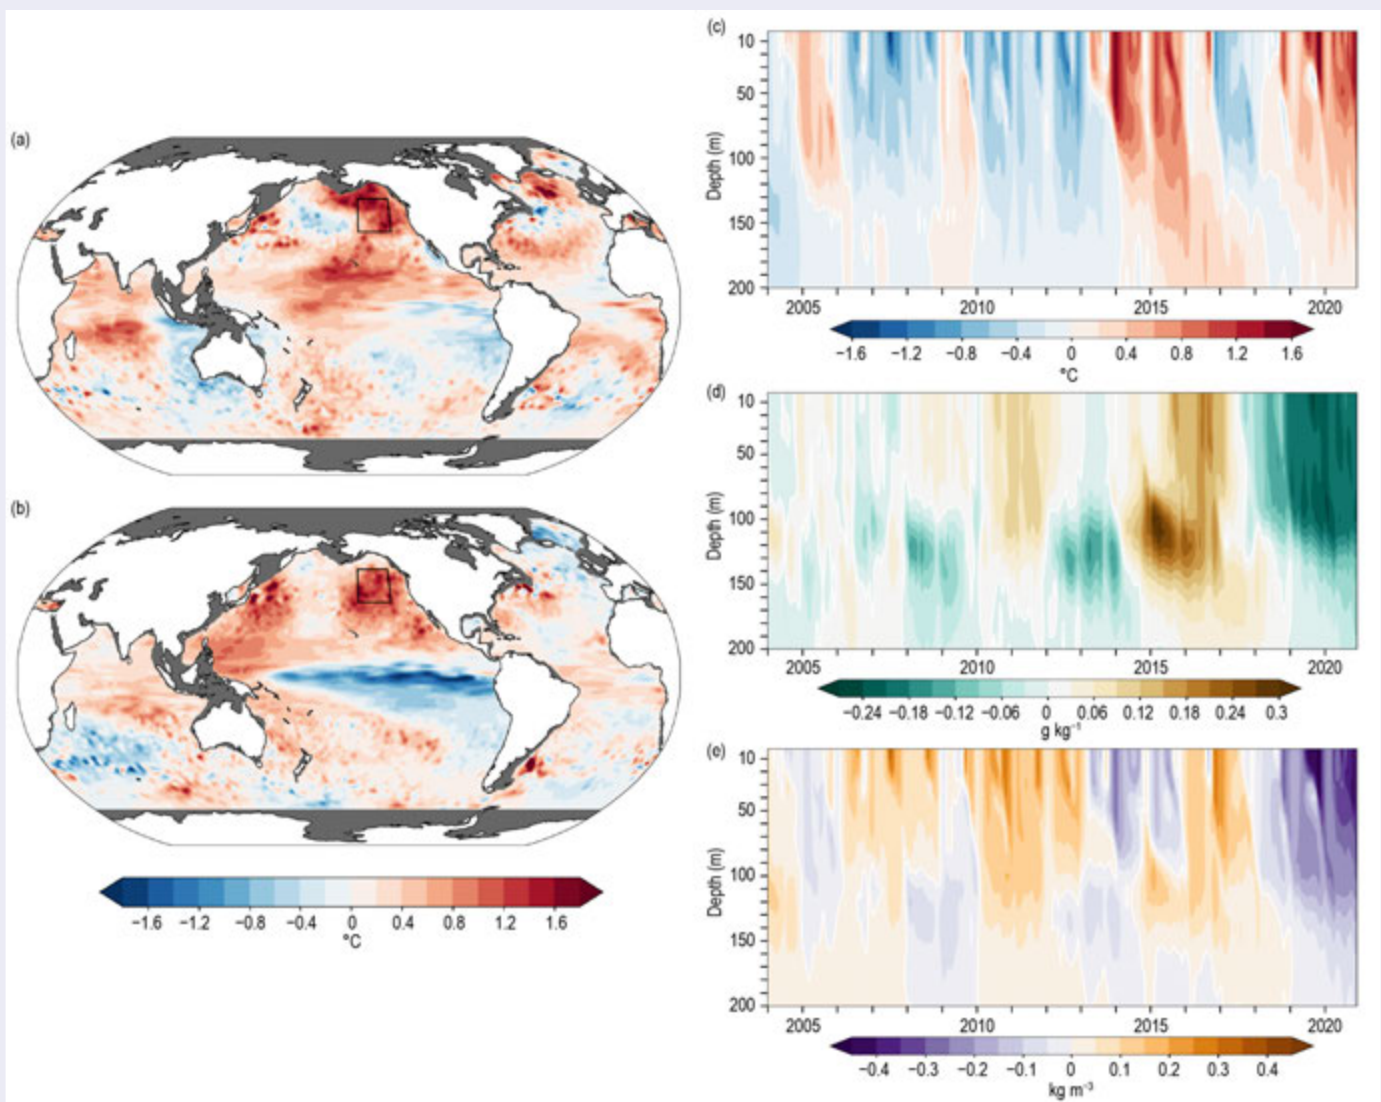 (a)
(b)
−1.6 −1.2 −0.8 −0.4 0 0.4 0.8 1.2 1.6
°C
(c)
10
50
100
150
200
Depth (m)
2005 2010 2015 2020
−1.6 −1.2 −0.8 −0.4 0 0.4 0.8 1.2 1.6
°C
(d)
10
50
100
150
200
Depth (m)
2005 2010 2015 2020
−0.24 −0.18 −0.12 −0.06 0 0.06 0.12 0.18 0.24 0.3
g kg⁻¹
(e)
10
50
100
150
200
Depth (m)
2005 2010 2015 2020
−0.4 −0.3 −0.2 −0.1 0 0.1 0.2 0.3 0.4
kg m⁻³